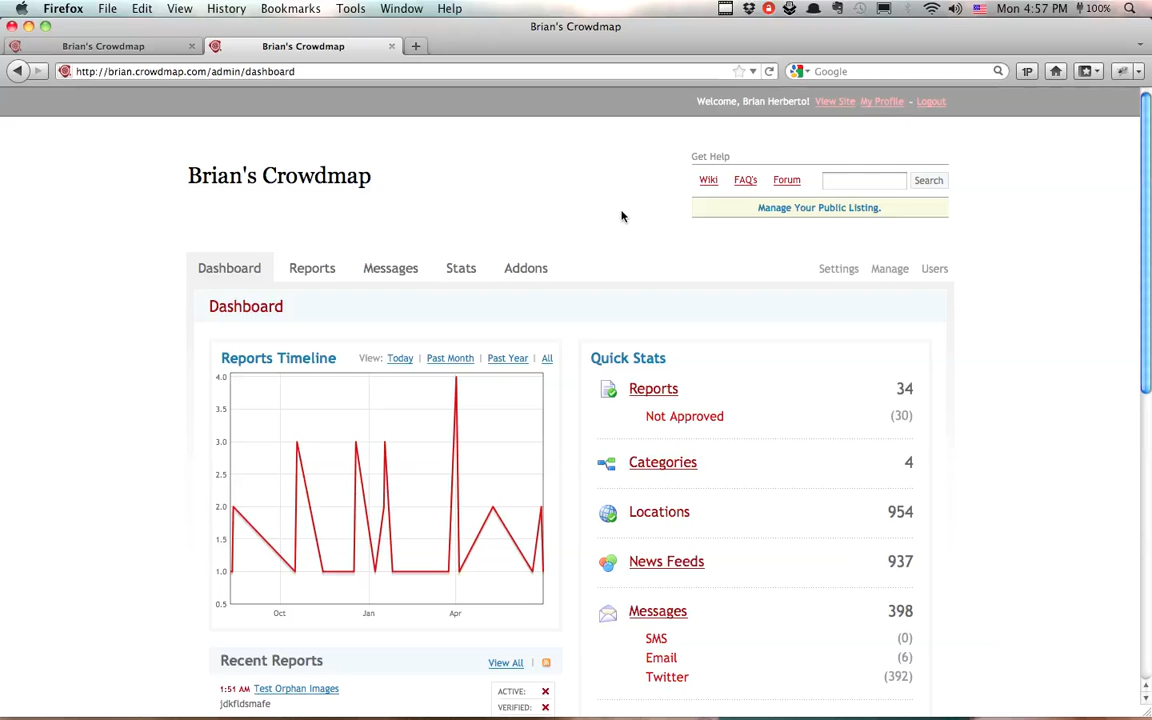 Firefox File Edit View History Bookmarks Tools Window Help Mon 4:57 PM 100%
Brian's Crowdmap
Brian's Crowdmap Brian's Crowdmap
http://brian.crowdmap.com/admin/dashboard Google 1P
Welcome, Brian Herberto! View Site My Profile - Logout
Get Help
Brian's Crowdmap
Wiki FAQ's Forum Search
Manage Your Public Listing.
Dashboard Reports Messages Stats Addons Settings Manage Users
Dashboard
Reports Timeline View: Today | Past Month | Past Year | All
4.0
3.5
3.0
2.5
2.0
1.5
1.0
0.5
Oct Jan Apr
Quick Stats
Reports 34
Not Approved (30)
Categories 4
Locations 954
News Feeds 937
Messages 398
SMS (0)
Email (6)
Twitter (392)
Recent Reports View All |
1:51 AM Test Orphan Images
jdkfldsmafe
ACTIVE:
VERIFIED: